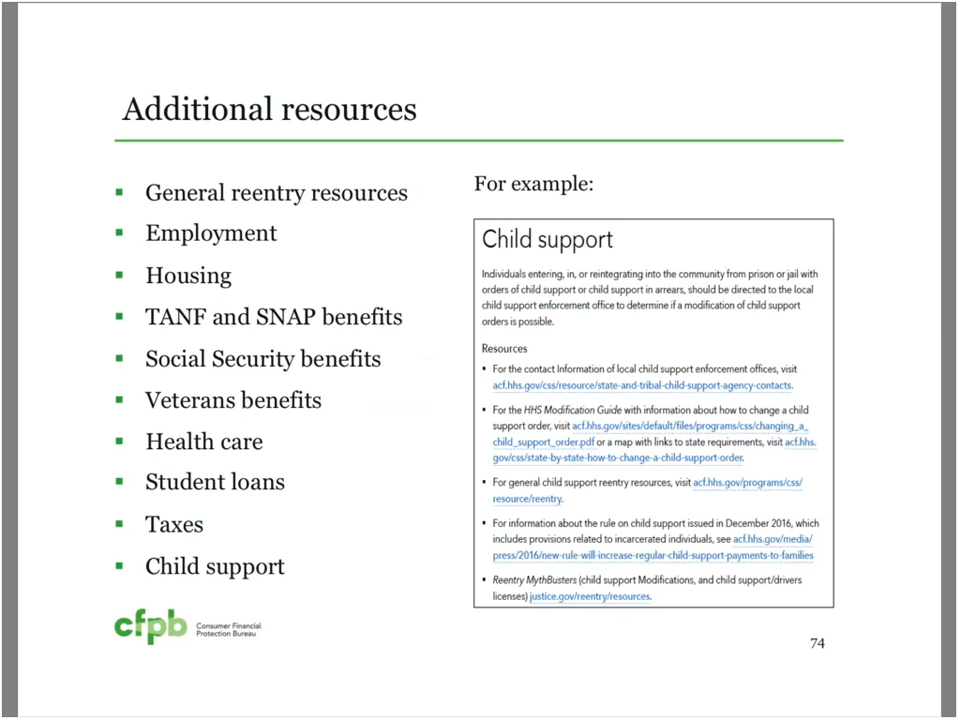 Additional resources
General reentry resources
Employment
Housing
TANF and SNAP benefits
Social Security benefits
Veterans benefits
Health care
Student loans
Taxes
Child support
For example:
Child support
Individuals entering, in, or reintegrating into the community from prison or jail with
orders of child support or child support in arrears, should be directed to the local
child support enforcement office to determine if a modification of child support
orders is possible.
Resources
For the contact Information of local child support enforcement offices, visit
acf.hhs.gov/css/resource/state-and-tribal-child-support-agency-contacts.
For the HHS Modification Guide with information about how to change a child
support order, visit acf.hhs.gov/sites/default/files/programs/css/changing_a_
child_support_order.pdf or a map with links to state requirements, visit acf.hhs.
gov/css/state-by-state-how-to-change-a-child-support-order.
For general child support reentry resources, visit acf.hhs.gov/programs/css/
resource/reentry.
For information about the rule on child support issued in December 2016, which
includes provisions related to incarcerated individuals, see acf.hhs.gov/media/
press/2016/new-rule-will-increase-regular-child-support-payments-to-families
Reentry MythBusters (child support Modifications, and child support/drivers
licenses) justice.gov/reentry/resources.
cfpb
Consumer Financial
Protection Bureau
74